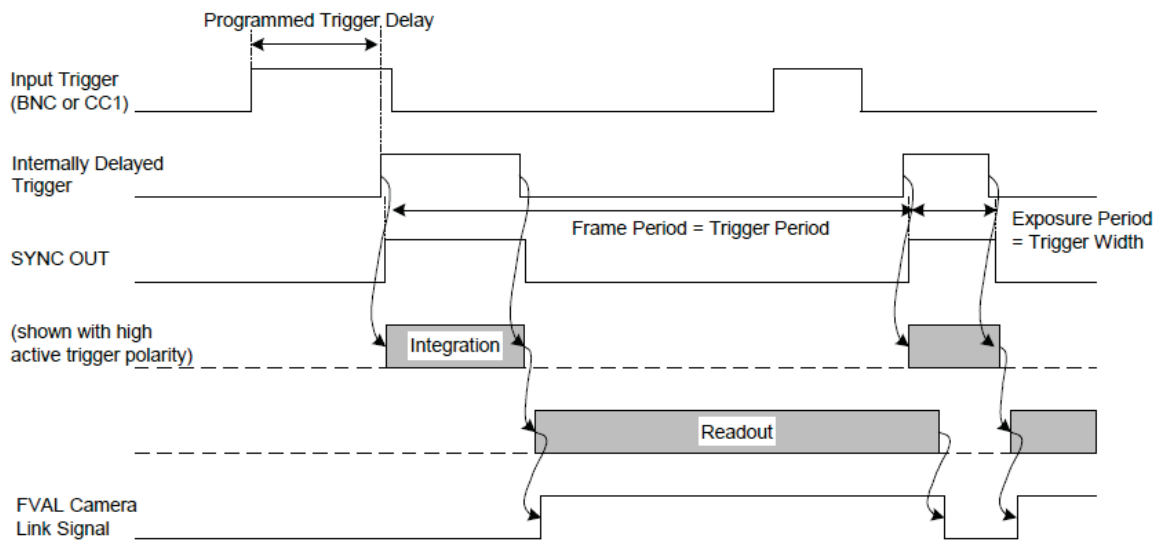 Programmed Trigger Delay
Input Trigger
(BNC or CC1)
Internally Delayed
Trigger
Frame Period = Trigger Period
Exposure Period
= Trigger Width
SYNC OUT
(shown with high
active trigger polarity)
Integration
Readout
FVAL Camera
Link Signal